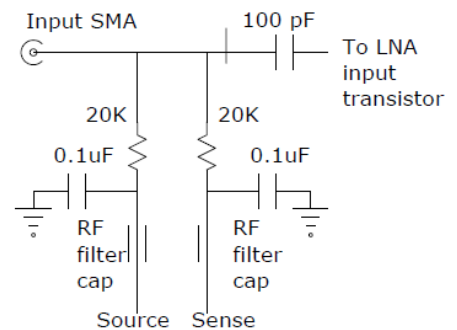 Input SMA
100 pF
To LNA
input
transistor
20K
20K
0.1uF
0.1uF
RF
filter
cap
RF
filter
cap
Source
Sense